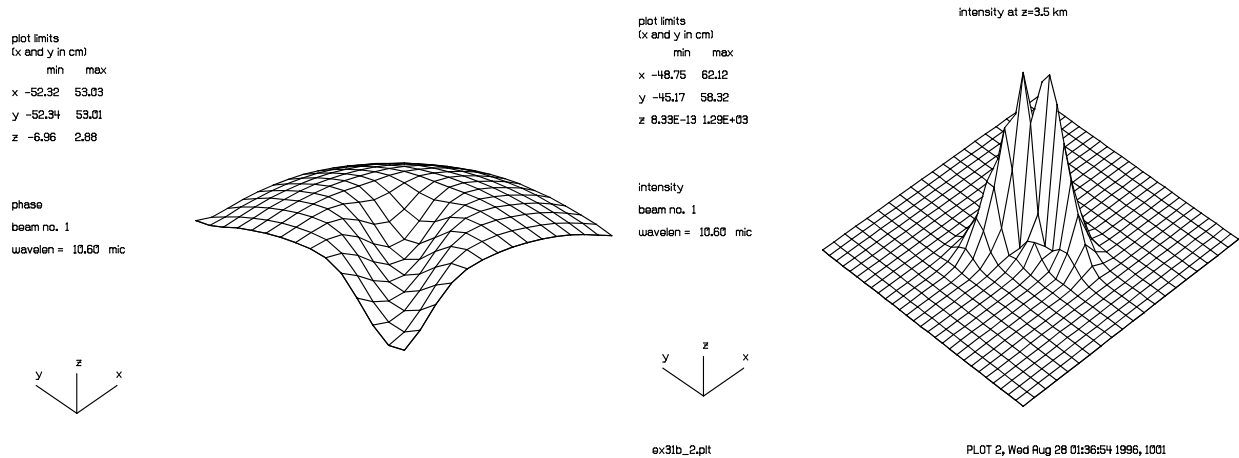 plot limits
(x and y in cm)
min max
x -52.32 53.03
y -52.34 53.01
z -6.96 2.88
phase
beam no. 1
wavelen = 10.60 mic
z
y x
intensity at z=3.5 km
plot limits
(x and y in cm)
min max
x -48.75 62.12
y -45.17 58.32
z 8.33E-13 1.29E+03
intensity
beam no. 1
wavelen = 10.60 mic
z
y x
ex31b_2.plt
PLOT 2, Wed Aug 28 01:36:54 1996, 1001